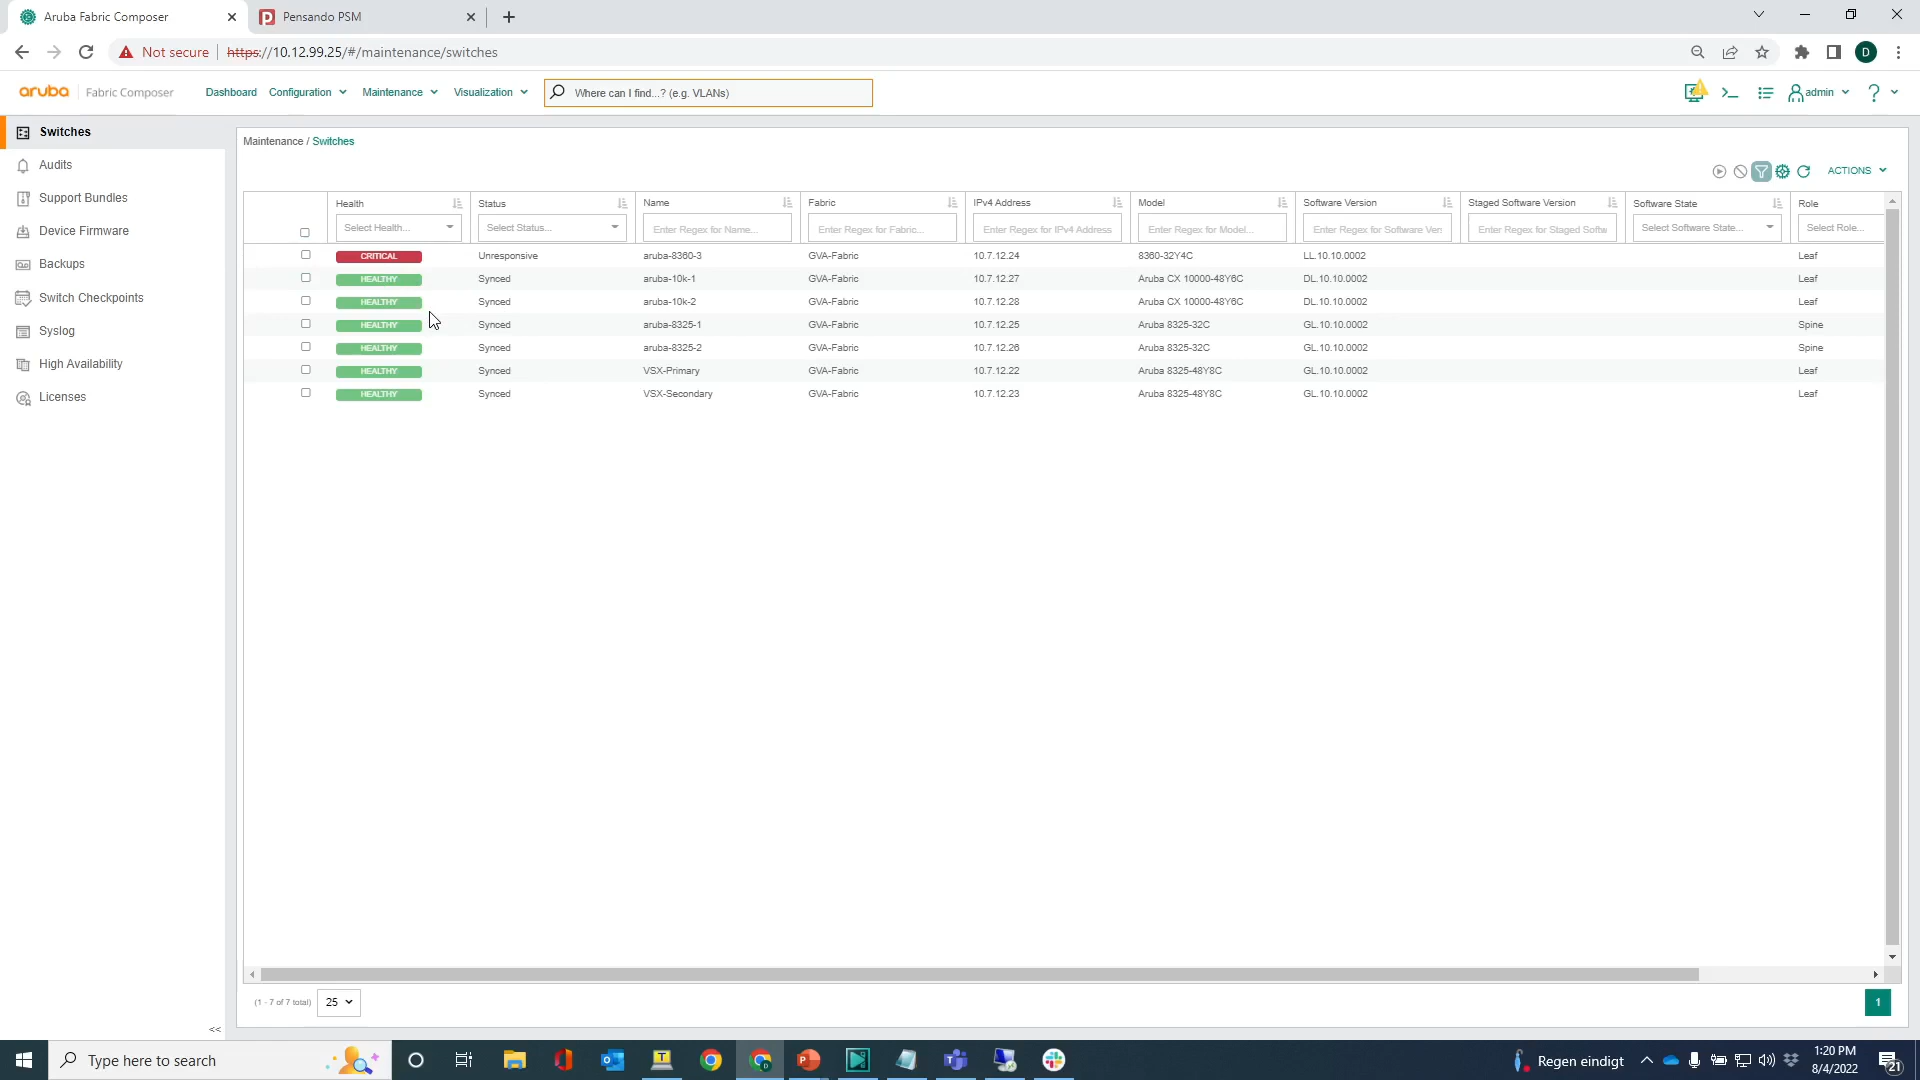 Aruba Fabric Composer
Pensando PSM
Not secure https://10.12.99.25/#/maintenance/switches
D
aruba Fabric Composer Dashboard Configuration Maintenance Visualization Where can I find...? (e.g. VLANs) admin ?
Switches
Audits
Support Bundles
Device Firmware
Backups
Switch Checkpoints
Syslog
High Availability
Licenses
<<
Maintenance / Switches
ACTIONS
Health Status Name Fabric IPv4 Address Model Software Version Staged Software Version Software State Role
Select Health... Select Status... Enter Regex for Name... Enter Regex for Fabric... Enter Regex for IPv4 Address Enter Regex for Model... Enter Regex for Software Vers Enter Regex for Staged Softw Select Software State... Select Role...
CRITICAL Unresponsive aruba-8360-3 GVA-Fabric 10.7.12.24 8360-32Y4C LL.10.10.0002 Leaf
HEALTHY Synced aruba-10k-1 GVA-Fabric 10.7.12.27 Aruba CX 10000-48Y6C DL.10.10.0002 Leaf
HEALTHY Synced aruba-10k-2 GVA-Fabric 10.7.12.28 Aruba CX 10000-48Y6C DL.10.10.0002 Leaf
HEALTHY Synced aruba-8325-1 GVA-Fabric 10.7.12.25 Aruba 8325-32C GL.10.10.0002 Spine
HEALTHY Synced aruba-8325-2 GVA-Fabric 10.7.12.26 Aruba 8325-32C GL.10.10.0002 Spine
HEALTHY Synced VSX-Primary GVA-Fabric 10.7.12.22 Aruba 8325-48Y8C GL.10.10.0002 Leaf
HEALTHY Synced VSX-Secondary GVA-Fabric 10.7.12.23 Aruba 8325-48Y8C GL.10.10.0002 Leaf
(1 - 7 of 7 total) 25 1
Type here to search
Regen eindigt
1:20 PM
8/4/2022
21